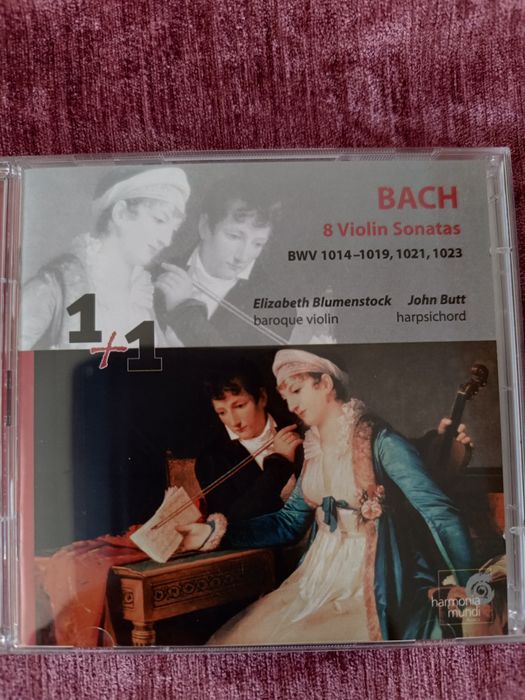 BACH
8 Violin Sonatas
BWV 1014–1019, 1021, 1023
Elizabeth Blumenstock John Butt
baroque violin harpsichord
1+1
harmonia
mundi